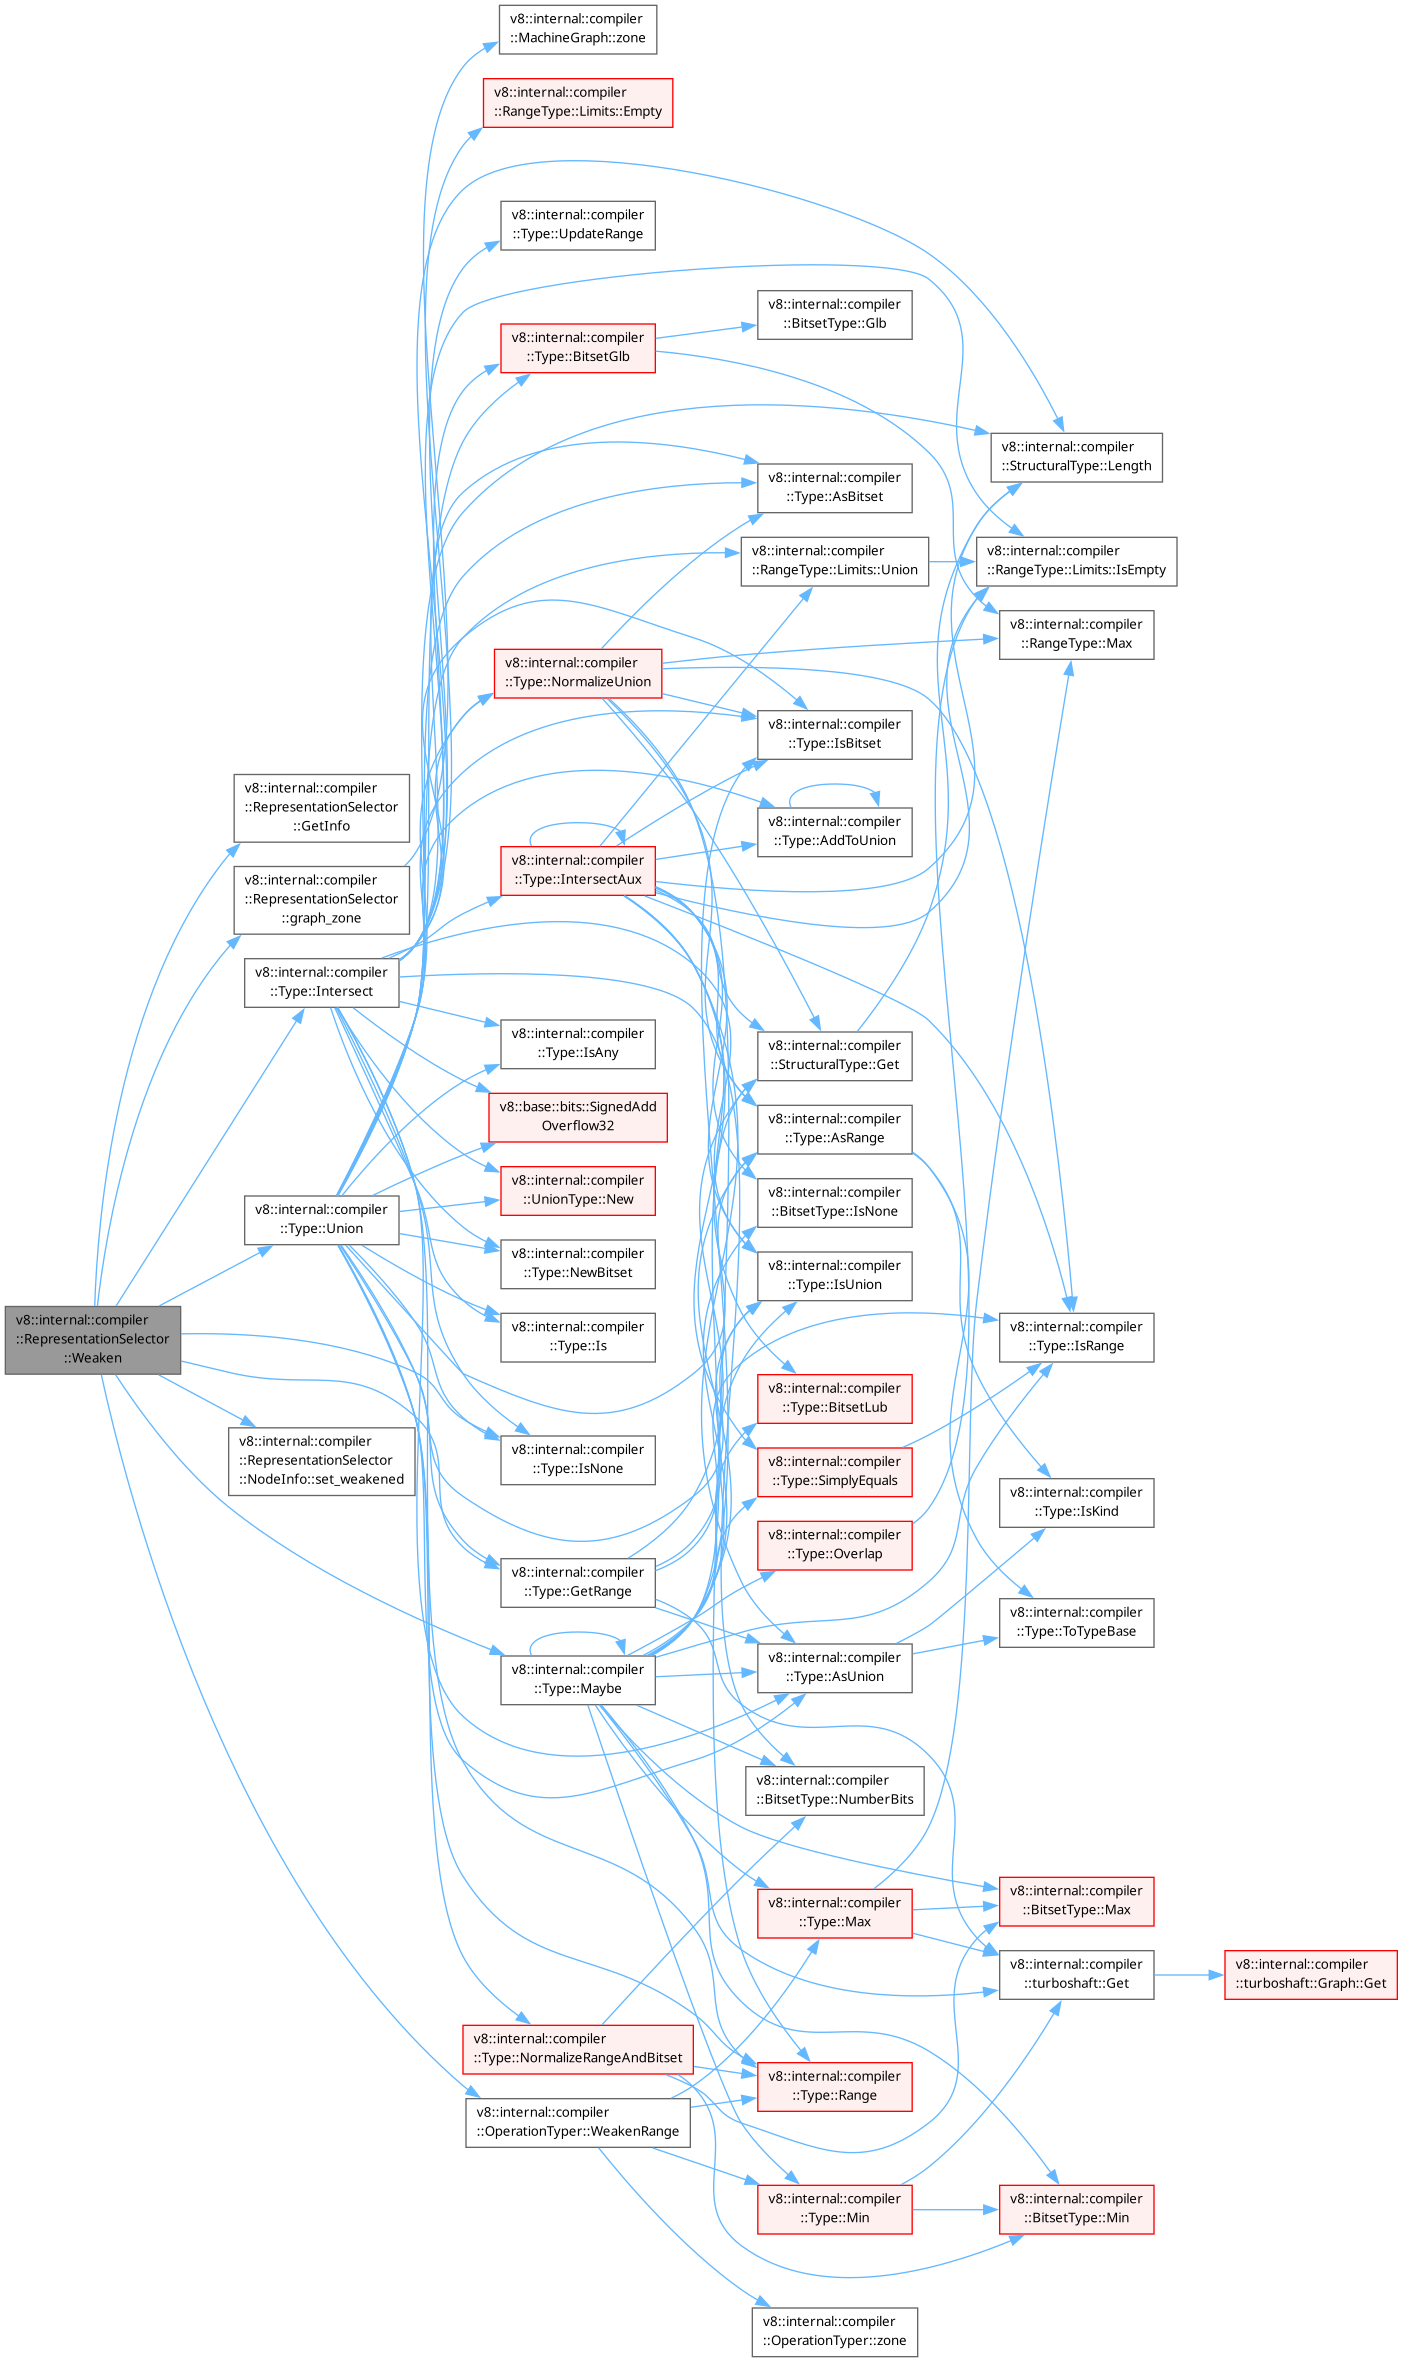 v8::internal::compiler
::MachineGraph::zone
v8::internal::compiler
::RangeType::Limits::Empty
v8::internal::compiler
::Type::UpdateRange
v8::internal::compiler
::BitsetType::Glb
v8::internal::compiler
::Type::BitsetGlb
v8::internal::compiler
::StructuralType::Length
v8::internal::compiler
::Type::AsBitset
v8::internal::compiler
::RangeType::Limits::Union
v8::internal::compiler
::RangeType::Limits::IsEmpty
v8::internal::compiler
::RangeType::Max
v8::internal::compiler
::Type::NormalizeUnion
v8::internal::compiler
::Type::IsBitset
v8::internal::compiler
::RepresentationSelector
::GetInfo
v8::internal::compiler
::Type::AddToUnion
v8::internal::compiler
::Type::IntersectAux
v8::internal::compiler
::RepresentationSelector
::graph_zone
v8::internal::compiler
::Type::Intersect
v8::internal::compiler
::Type::IsAny
v8::internal::compiler
::StructuralType::Get
v8::base::bits::SignedAdd
Overflow32
v8::internal::compiler
::Type::AsRange
v8::internal::compiler
::UnionType::New
v8::internal::compiler
::BitsetType::IsNone
v8::internal::compiler
::Type::Union
v8::internal::compiler
::Type::NewBitset
v8::internal::compiler
::Type::IsUnion
v8::internal::compiler
::RepresentationSelector
::Weaken
v8::internal::compiler
::Type::Is
v8::internal::compiler
::Type::IsRange
v8::internal::compiler
::Type::BitsetLub
v8::internal::compiler
::RepresentationSelector
::NodeInfo::set_weakened
v8::internal::compiler
::Type::IsNone
v8::internal::compiler
::Type::SimplyEquals
v8::internal::compiler
::Type::IsKind
v8::internal::compiler
::Type::Overlap
v8::internal::compiler
::Type::GetRange
v8::internal::compiler
::Type::ToTypeBase
v8::internal::compiler
::Type::AsUnion
v8::internal::compiler
::Type::Maybe
v8::internal::compiler
::BitsetType::NumberBits
v8::internal::compiler
::BitsetType::Max
v8::internal::compiler
::Type::Max
v8::internal::compiler
::turboshaft::Get
v8::internal::compiler
::turboshaft::Graph::Get
v8::internal::compiler
::Type::NormalizeRangeAndBitset
v8::internal::compiler
::Type::Range
v8::internal::compiler
::OperationTyper::WeakenRange
v8::internal::compiler
::Type::Min
v8::internal::compiler
::BitsetType::Min
v8::internal::compiler
::OperationTyper::zone